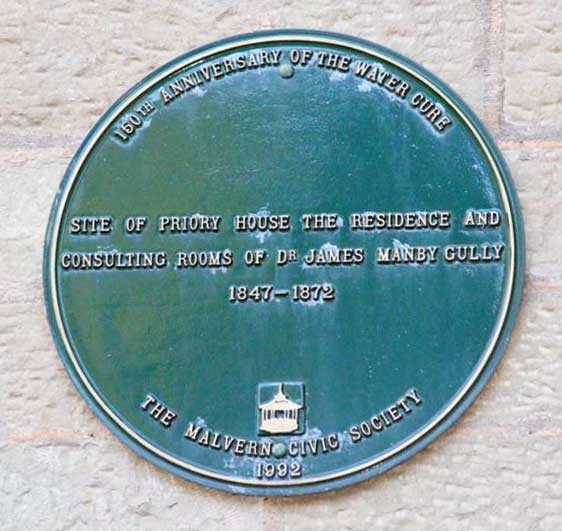 150TH ANNIVERSARY OF THE WATER CURE
SITE OF PRIORY HOUSE THE RESIDENCE AND
CONSULTING ROOMS OF DR JAMES MANBY GULLY
1847-1872
THE MALVERN CIVIC SOCIETY
1992